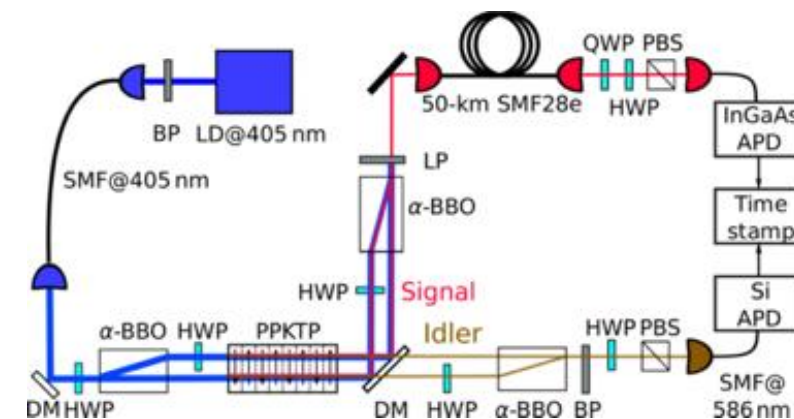 QWP PBS
50-km SMF28e
HWP
InGaAs
APD
BP LD@405 nm
LP
SMF@405 nm
α-BBO
Time
stamp
HWP
Signal
Si
APD
α-BBO HWP PPKTP
Idler
HWP PBS
DM HWP
DM HWP α-BBO BP
SMF@
586 nm